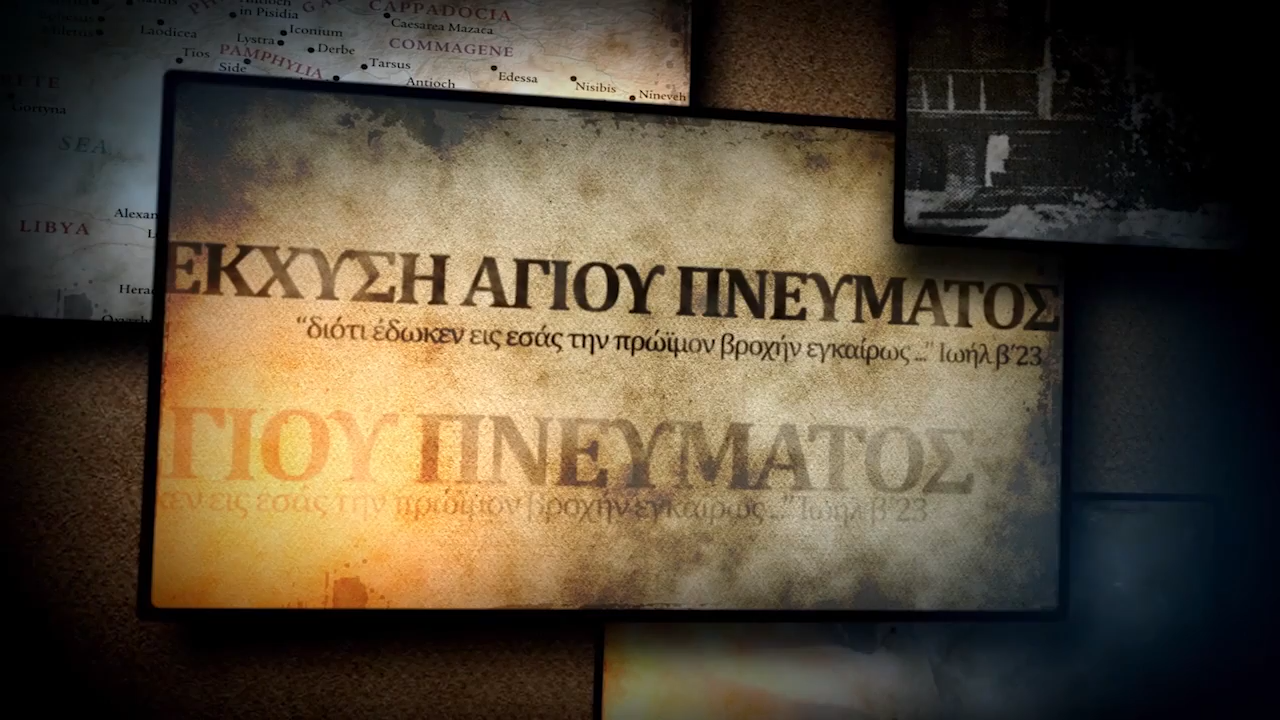 CAPPADOCIA
in Pisidia
Caesarea Mazaca
Iconium
Laodicea
Lystra
COMMAGENE
Derbe
Tios
PAMPHYLIA
Tarsus
Side
Edessa
Antioch
Nisibis
Nineveh
Gortyna
SEA
LIBYA
ΕΚΧΥΣΗ ΑΓΙΟΥ ΠΝΕΥΜΑΤΟΣ
“διότι έδωκεν εις εσάς την πρώϊμον βροχήν εγκαίρως...” Ιωήλ β΄23
ΑΓΙΟΥ ΠΝΕΥΜΑΤΟΣ
κεν εις εσάς την πρώϊμον βροχήν εγκαίρως...” Ιωήλ β΄23